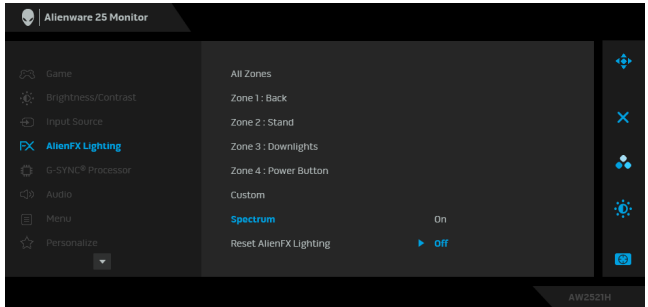 Alienware 25 Monitor
Game
Brightness/Contrast
Input Source
FX AlienFX Lighting
G-SYNC® Processor
Audio
Menu
Personalize
All Zones
Zone 1 : Back
Zone 2 : Stand
Zone 3 : Downlights
Zone 4 : Power Button
Custom
Spectrum On
Reset AlienFX Lighting Off
AW2521H